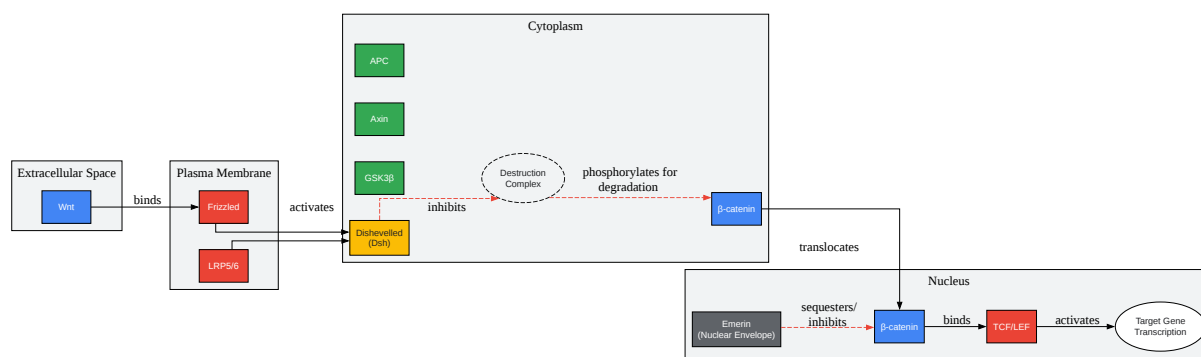 Cytoplasm
APC
Axin
GSK3β
Destruction
Complex
phosphorylates for
degradation
inhibits
Dishevelled
(Dsh)
β-catenin
Extracellular Space
Wnt
binds
Plasma Membrane
Frizzled
LRP5/6
activates
translocates
Nucleus
Emerin
(Nuclear Envelope)
sequesters/
inhibits
β-catenin
binds
TCF/LEF
activates
Target Gene
Transcription